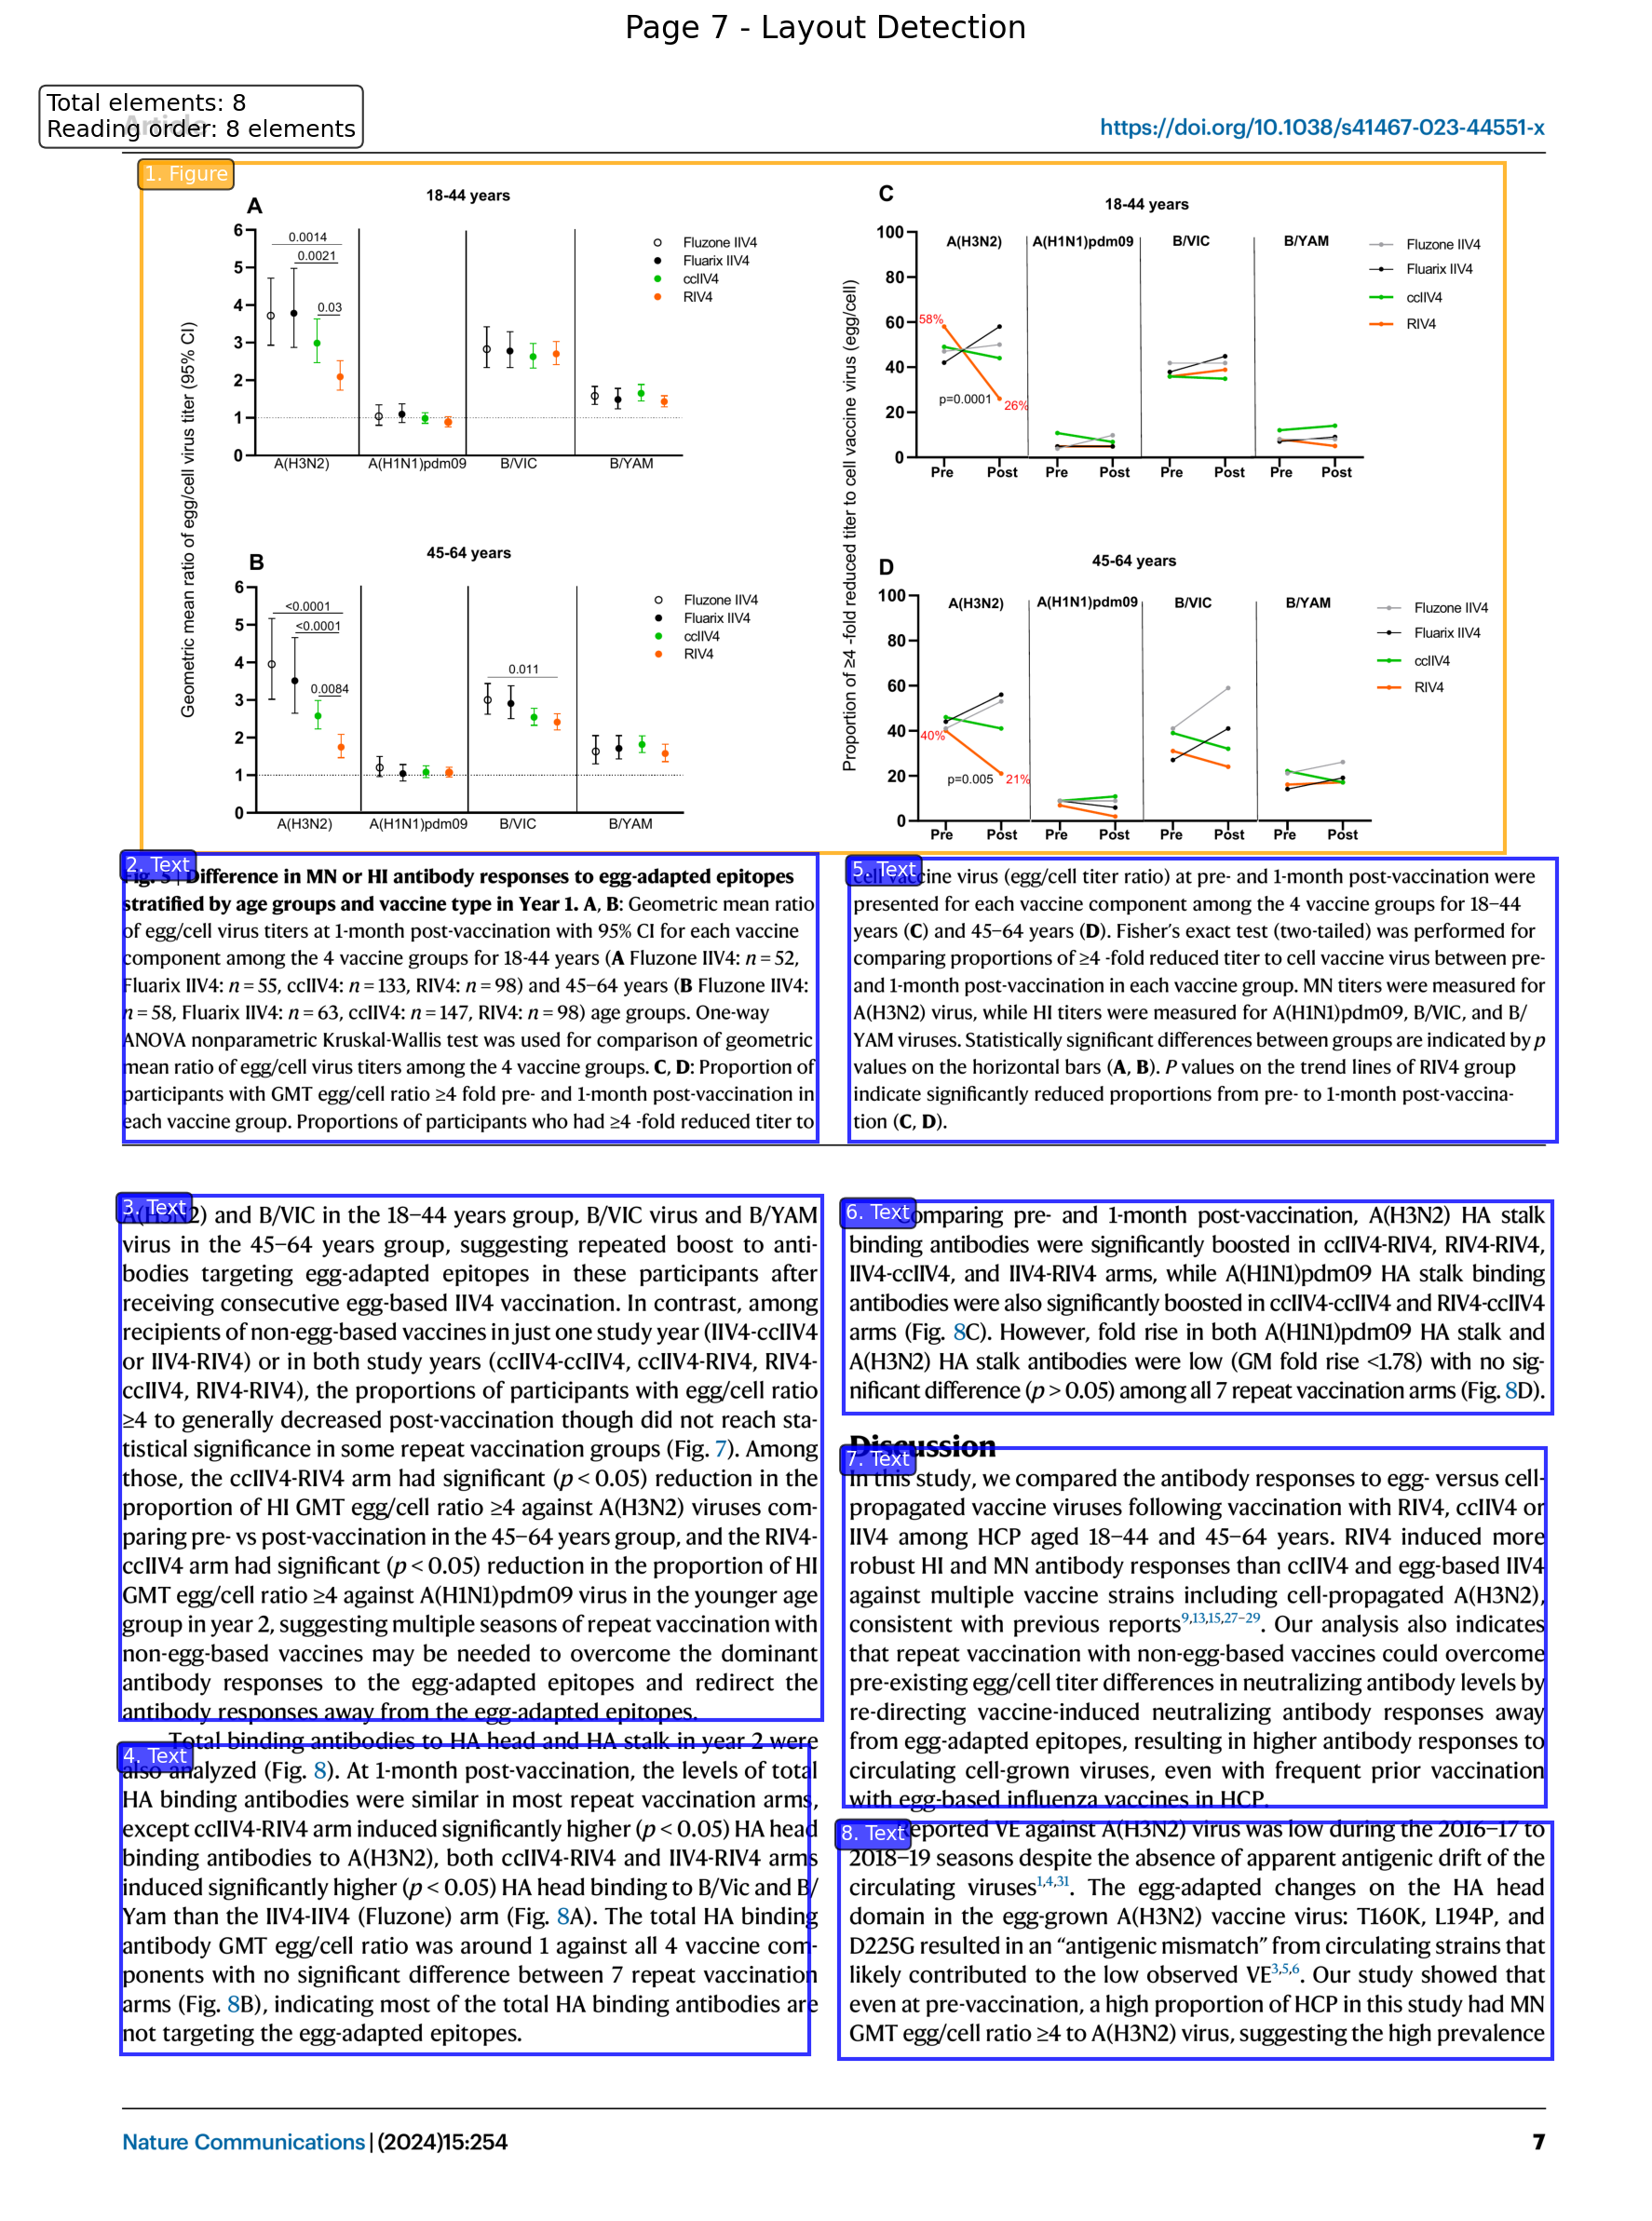 Page 7 - Layout Detection
Total elements: 8
Reading order: 8 elements
Article
https://doi.org/10.1038/s41467-023-44551-x
1. Figure
Geometric mean ratio of egg/cell virus titer (95% CI)
A
18-44 years
6
5
4
3
2
1
0
0.0014
0.0021
0.03
A(H3N2)
A(H1N1)pdm09
B/VIC
B/YAM
Fluzone IIV4
Fluarix IIV4
ccIIV4
RIV4
B
45-64 years
6
5
4
3
2
1
0
<0.0001
<0.0001
0.0084
0.011
A(H3N2)
A(H1N1)pdm09
B/VIC
B/YAM
Fluzone IIV4
Fluarix IIV4
ccIIV4
RIV4
Proportion of ≥4 -fold reduced titer to cell vaccine virus (egg/cell)
C
18-44 years
100
80
60
40
20
0
A(H3N2)
A(H1N1)pdm09
B/VIC
B/YAM
58%
p=0.0001
26%
Pre Post Pre Post Pre Post Pre Post
Fluzone IIV4
Fluarix IIV4
ccIIV4
RIV4
D
45-64 years
100
80
60
40
20
0
A(H3N2)
A(H1N1)pdm09
B/VIC
B/YAM
40%
p=0.005
21%
Pre Post Pre Post Pre Post Pre Post
Fluzone IIV4
Fluarix IIV4
ccIIV4
RIV4
2. Text
Fig. 5 | Difference in MN or HI antibody responses to egg-adapted epitopes
stratified by age groups and vaccine type in Year 1. A, B: Geometric mean ratio
of egg/cell virus titers at 1-month post-vaccination with 95% CI for each vaccine
component among the 4 vaccine groups for 18-44 years (A Fluzone IIV4: n = 52,
Fluarix IIV4: n = 55, ccIIV4: n = 133, RIV4: n = 98) and 45–64 years (B Fluzone IIV4:
n = 58, Fluarix IIV4: n = 63, ccIIV4: n = 147, RIV4: n = 98) age groups. One-way
ANOVA nonparametric Kruskal-Wallis test was used for comparison of geometric
mean ratio of egg/cell virus titers among the 4 vaccine groups. C, D: Proportion of
participants with GMT egg/cell ratio ≥4 fold pre- and 1-month post-vaccination in
each vaccine group. Proportions of participants who had ≥4 -fold reduced titer to
3. Text
A(H3N2) and B/VIC in the 18–44 years group, B/VIC virus and B/YAM
virus in the 45–64 years group, suggesting repeated boost to anti-
bodies targeting egg-adapted epitopes in these participants after
receiving consecutive egg-based IIV4 vaccination. In contrast, among
recipients of non-egg-based vaccines in just one study year (IIV4-ccIIV4
or IIV4-RIV4) or in both study years (ccIIV4-ccIIV4, ccIIV4-RIV4, RIV4-
ccIIV4, RIV4-RIV4), the proportions of participants with egg/cell ratio
≥4 to generally decreased post-vaccination though did not reach sta-
tistical significance in some repeat vaccination groups (Fig. 7). Among
those, the ccIIV4-RIV4 arm had significant (p < 0.05) reduction in the
proportion of HI GMT egg/cell ratio ≥4 against A(H3N2) viruses com-
paring pre- vs post-vaccination in the 45–64 years group, and the RIV4-
ccIIV4 arm had significant (p < 0.05) reduction in the proportion of HI
GMT egg/cell ratio ≥4 against A(H1N1)pdm09 virus in the younger age
group in year 2, suggesting multiple seasons of repeat vaccination with
non-egg-based vaccines may be needed to overcome the dominant
antibody responses to the egg-adapted epitopes and redirect the
antibody responses away from the egg-adapted epitopes.
4. Text
Total binding antibodies to HA head and HA stalk in year 2 were
also analyzed (Fig. 8). At 1-month post-vaccination, the levels of total
HA binding antibodies were similar in most repeat vaccination arms,
except ccIIV4-RIV4 arm induced significantly higher (p < 0.05) HA head
binding antibodies to A(H3N2), both ccIIV4-RIV4 and IIV4-RIV4 arms
induced significantly higher (p < 0.05) HA head binding to B/Vic and B/
Yam than the IIV4-IIV4 (Fluzone) arm (Fig. 8A). The total HA binding
antibody GMT egg/cell ratio was around 1 against all 4 vaccine com-
ponents with no significant difference between 7 repeat vaccination
arms (Fig. 8B), indicating most of the total HA binding antibodies are
not targeting the egg-adapted epitopes.
5. Text
cell vaccine virus (egg/cell titer ratio) at pre- and 1-month post-vaccination were
presented for each vaccine component among the 4 vaccine groups for 18–44
years (C) and 45–64 years (D). Fisher's exact test (two-tailed) was performed for
comparing proportions of ≥4 -fold reduced titer to cell vaccine virus between pre-
and 1-month post-vaccination in each vaccine group. MN titers were measured for
A(H3N2) virus, while HI titers were measured for A(H1N1)pdm09, B/VIC, and B/
YAM viruses. Statistically significant differences between groups are indicated by p
values on the horizontal bars (A, B). P values on the trend lines of RIV4 group
indicate significantly reduced proportions from pre- to 1-month post-vaccina-
tion (C, D).
6. Text
Comparing pre- and 1-month post-vaccination, A(H3N2) HA stalk
binding antibodies were significantly boosted in ccIIV4-RIV4, RIV4-RIV4,
IIV4-ccIIV4, and IIV4-RIV4 arms, while A(H1N1)pdm09 HA stalk binding
antibodies were also significantly boosted in ccIIV4-ccIIV4 and RIV4-ccIIV4
arms (Fig. 8C). However, fold rise in both A(H1N1)pdm09 HA stalk and
A(H3N2) HA stalk antibodies were low (GM fold rise <1.78) with no sig-
nificant difference (p > 0.05) among all 7 repeat vaccination arms (Fig. 8D).
Discussion
7. Text
In this study, we compared the antibody responses to egg- versus cell-
propagated vaccine viruses following vaccination with RIV4, ccIIV4 or
IIV4 among HCP aged 18–44 and 45–64 years. RIV4 induced more
robust HI and MN antibody responses than ccIIV4 and egg-based IIV4
against multiple vaccine strains including cell-propagated A(H3N2),
consistent with previous reports9,13,15,27–29. Our analysis also indicates
that repeat vaccination with non-egg-based vaccines could overcome
pre-existing egg/cell titer differences in neutralizing antibody levels by
re-directing vaccine-induced neutralizing antibody responses away
from egg-adapted epitopes, resulting in higher antibody responses to
circulating cell-grown viruses, even with frequent prior vaccination
with egg-based influenza vaccines in HCP.
8. Text
Reported VE against A(H3N2) virus was low during the 2016–17 to
2018–19 seasons despite the absence of apparent antigenic drift of the
circulating viruses1,4,31. The egg-adapted changes on the HA head
domain in the egg-grown A(H3N2) vaccine virus: T160K, L194P, and
D225G resulted in an “antigenic mismatch” from circulating strains that
likely contributed to the low observed VE3,5,6. Our study showed that
even at pre-vaccination, a high proportion of HCP in this study had MN
GMT egg/cell ratio ≥4 to A(H3N2) virus, suggesting the high prevalence
Nature Communications | (2024)15:254
7